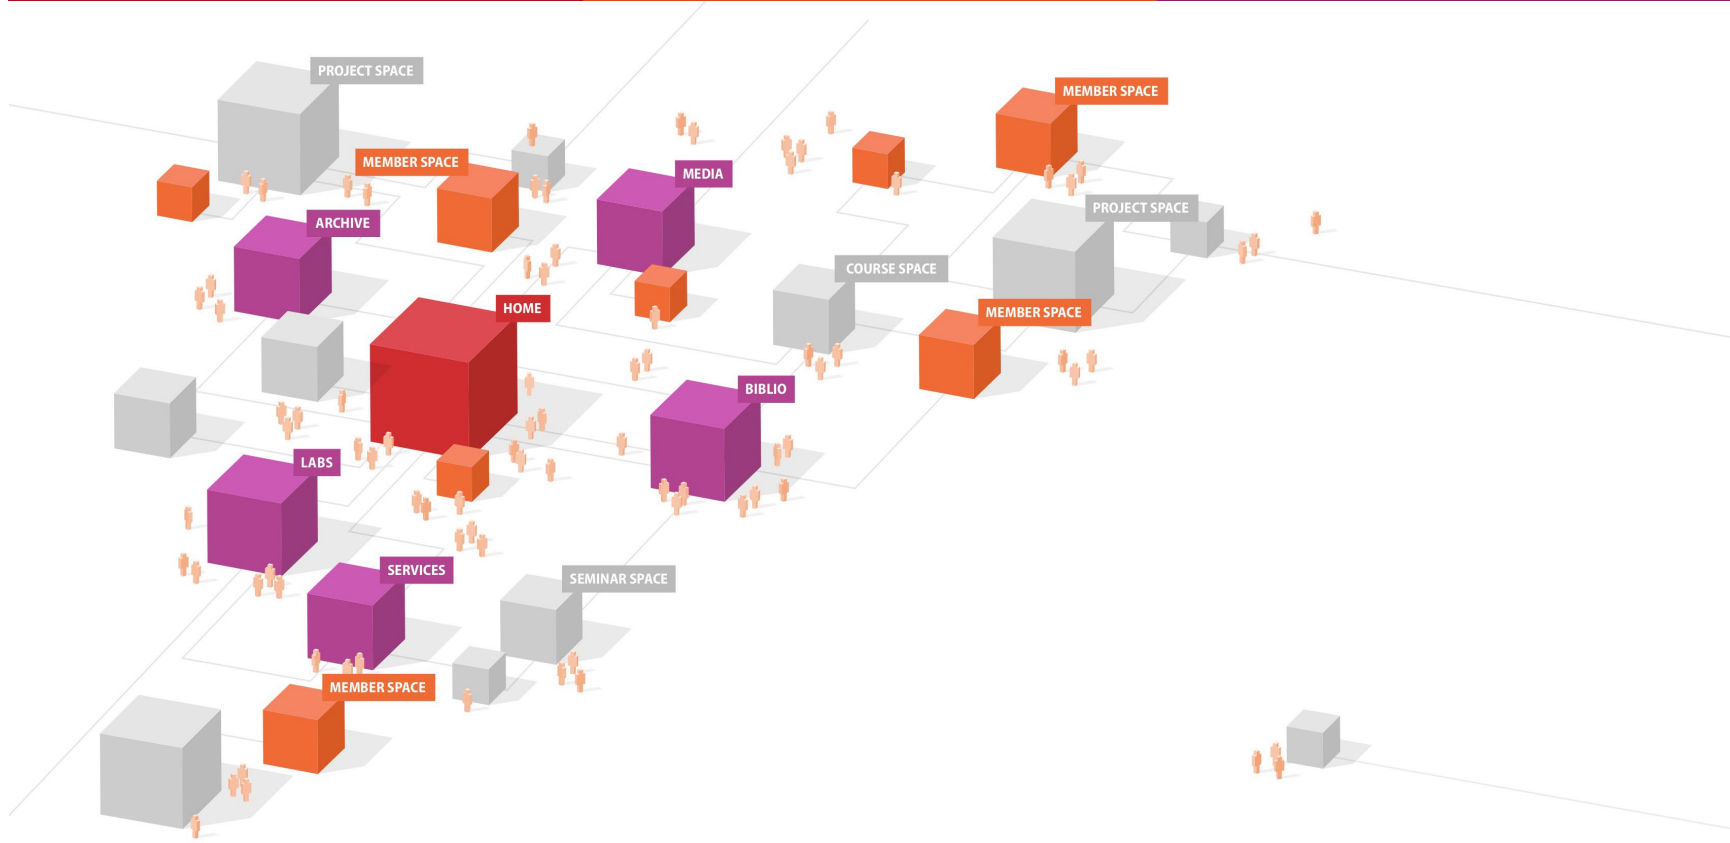 PROJECT SPACE
MEMBER SPACE
MEMBER SPACE
MEDIA
PROJECT SPACE
ARCHIVE
COURSE SPACE
HOME
MEMBER SPACE
BIBLIO
LABS
SERVICES
SEMINAR SPACE
MEMBER SPACE